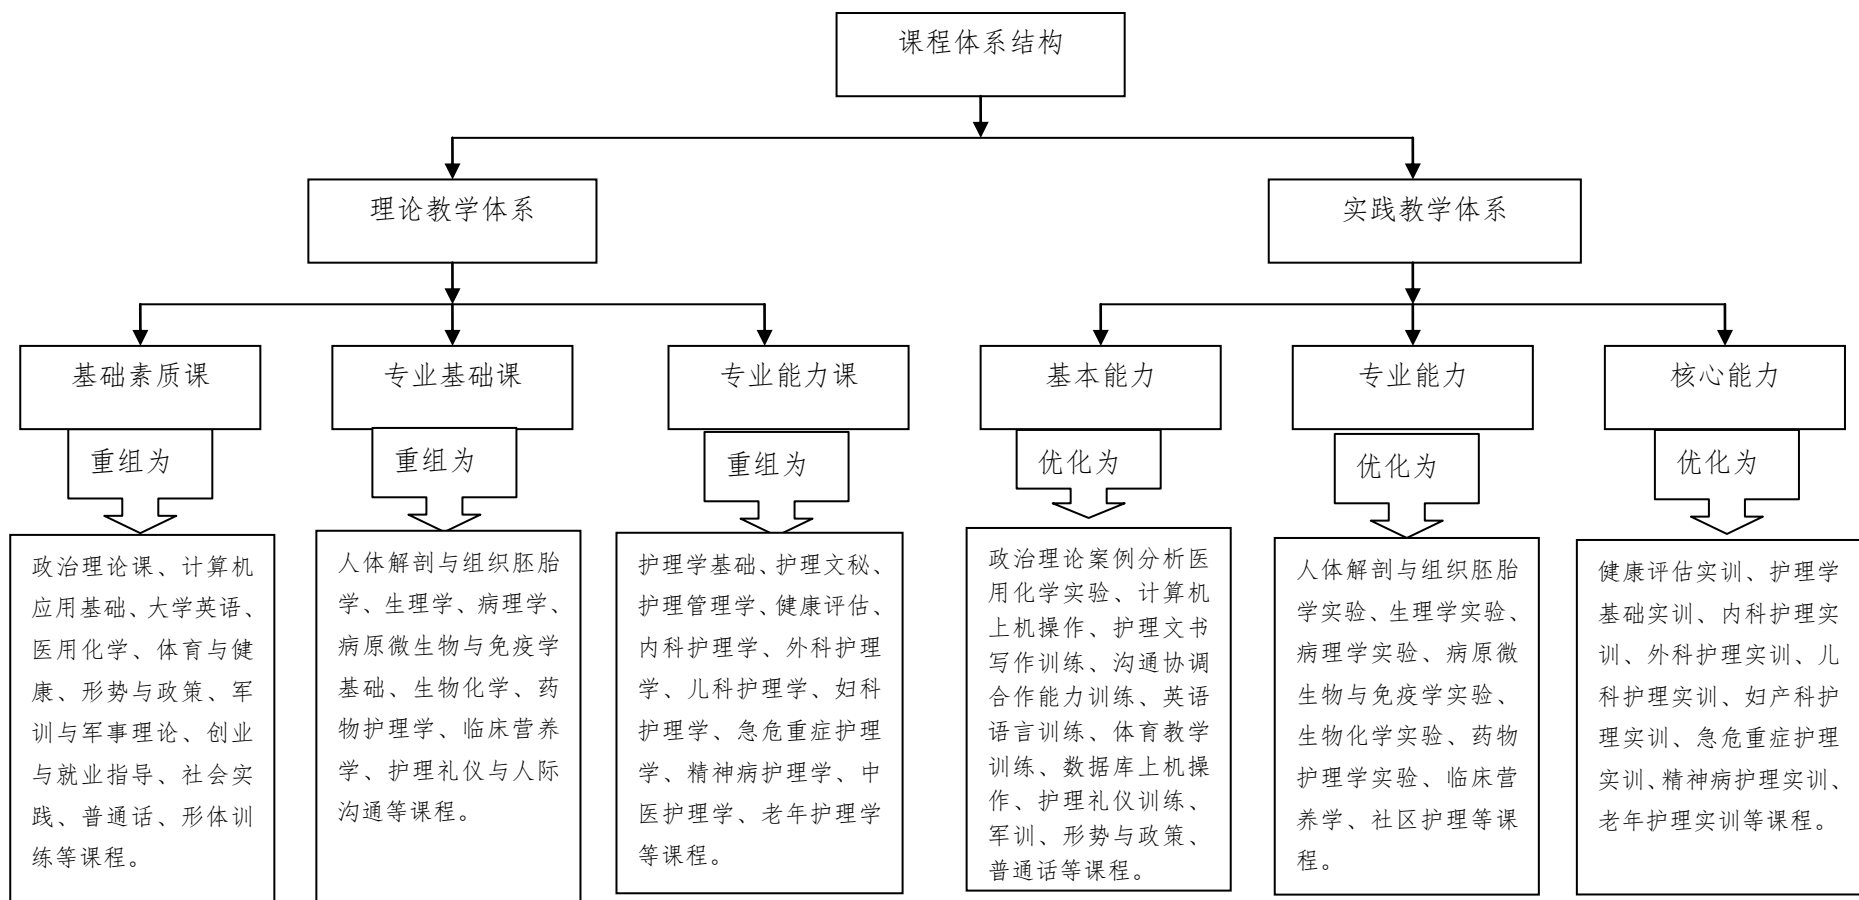 课程体系结构
理论教学体系
实践教学体系
基础素质课
专业基础课
专业能力课
基本能力
专业能力
核心能力
重组为
重组为
重组为
优化为
优化为
优化为
政治理论课、计算机
应用基础、大学英语、
医用化学、体育与健
康、形势与政策、军
训与军事理论、创业
与就业指导、社会实
践、普通话、形体训
练等课程。
人体解剖与组织胚胎
学、生理学、病理学、
病原微生物与免疫学
基础、生物化学、药
物护理学、临床营养
学、护理礼仪与人际
沟通等课程。
护理学基础、护理文秘、
护理管理学、健康评估、
内科护理学、外科护理
学、儿科护理学、妇科
护理学、急危重症护理
学、精神病护理学、中
医护理学、老年护理学
等课程。
政治理论案例分析医
用化学实验、计算机
上机操作、护理文书
写作训练、沟通协调
合作能力训练、英语
语言训练、体育教学
训练、数据库上机操
作、护理礼仪训练、
军训、形势与政策、
普通话等课程。
人体解剖与组织胚胎
学实验、生理学实验、
病理学实验、病原微
生物与免疫学实验、
生物化学实验、药物
护理学实验、临床营
养学、社区护理等课
程。
健康评估实训、护理学
基础实训、内科护理实
训、外科护理实训、儿
科护理实训、妇产科护
理实训、急危重症护理
实训、精神病护理实训、
老年护理实训等课程。